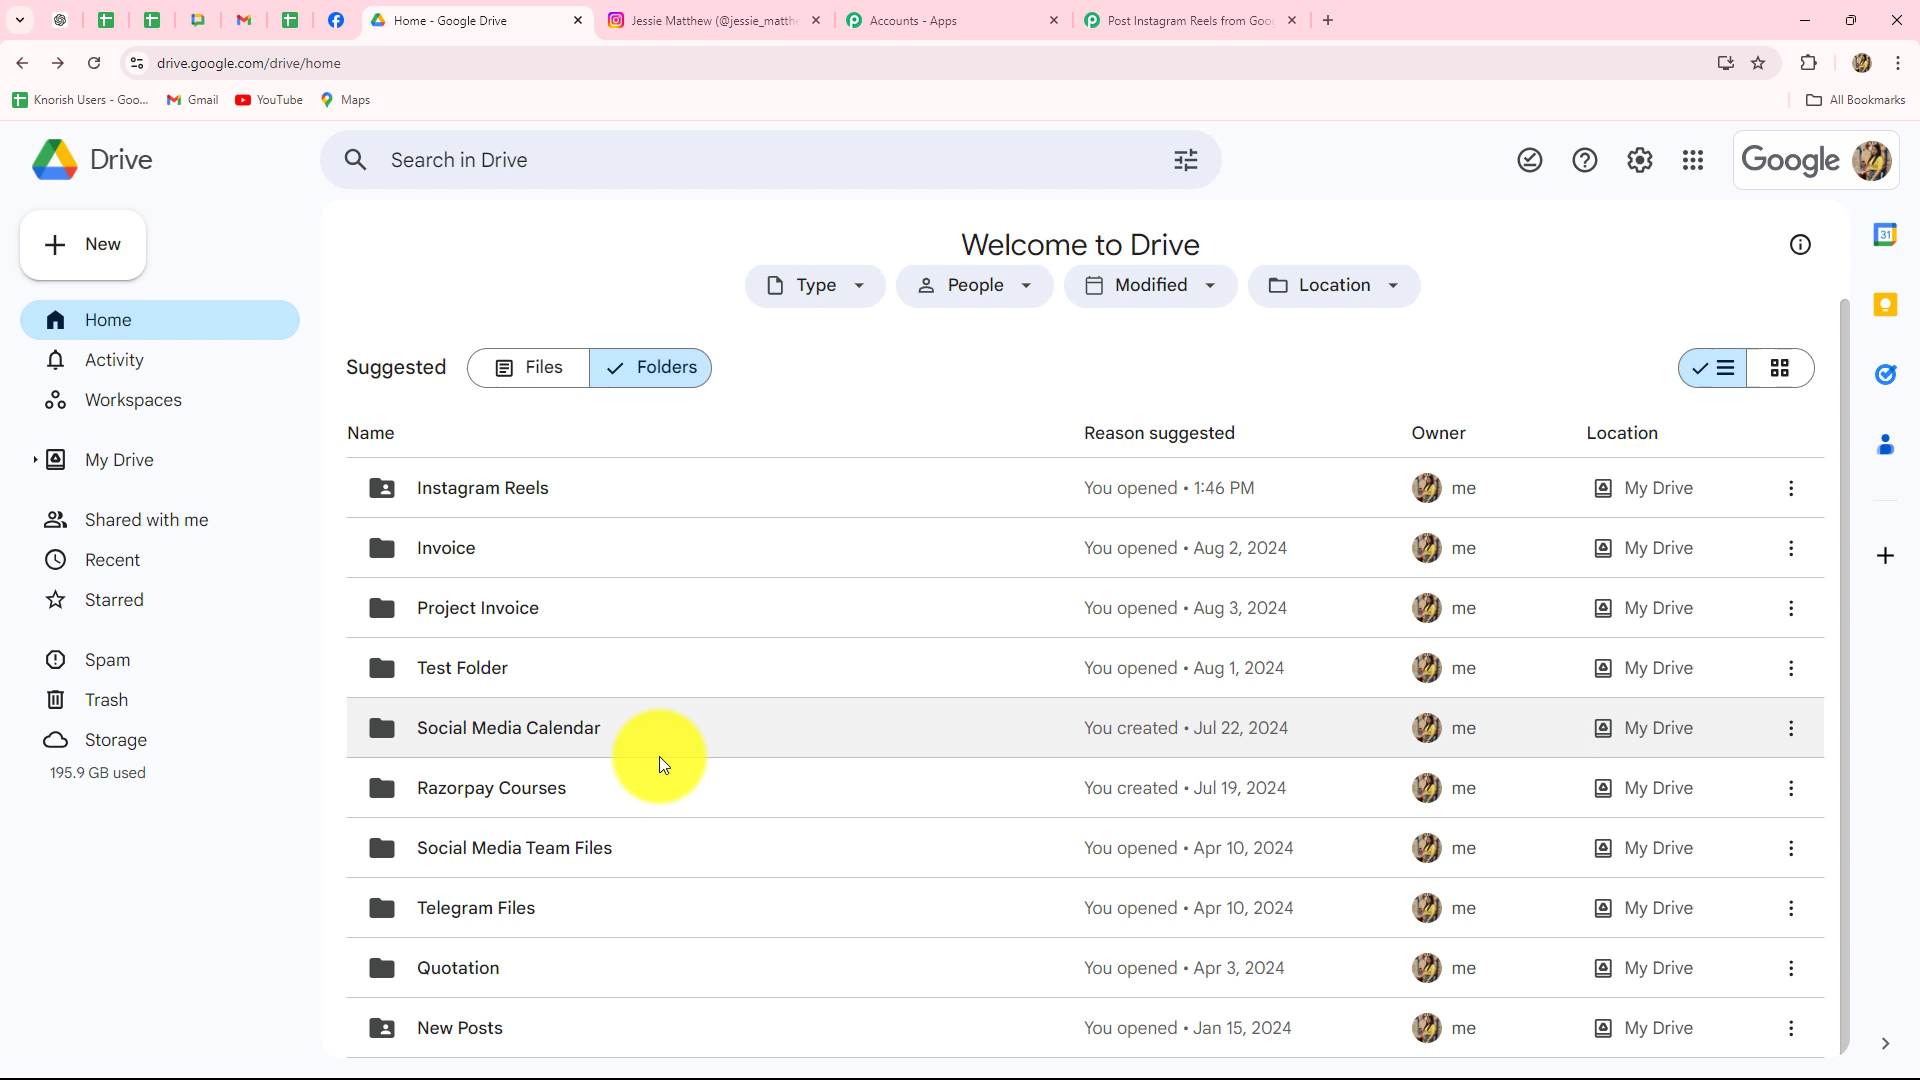 Home - Google Drive
Jessie Matthew (@jessie_matth
Accounts - Apps
Post Instagram Reels from Goo
drive.google.com/drive/home
Knorish Users - Goo...
Gmail
YouTube
Maps
All Bookmarks
Drive
Search in Drive
Google
New
Welcome to Drive
Type
People
Modified
Location
Home
Activity
Workspaces
My Drive
Shared with me
Recent
Starred
Spam
Trash
Storage
195.9 GB used
Suggested
Files
Folders
Name Reason suggested Owner Location
Instagram Reels You opened • 1:46 PM me My Drive
Invoice You opened • Aug 2, 2024 me My Drive
Project Invoice You opened • Aug 3, 2024 me My Drive
Test Folder You opened • Aug 1, 2024 me My Drive
Social Media Calendar You created • Jul 22, 2024 me My Drive
Razorpay Courses You created • Jul 19, 2024 me My Drive
Social Media Team Files You opened • Apr 10, 2024 me My Drive
Telegram Files You opened • Apr 10, 2024 me My Drive
Quotation You opened • Apr 3, 2024 me My Drive
New Posts You opened • Jan 15, 2024 me My Drive
31